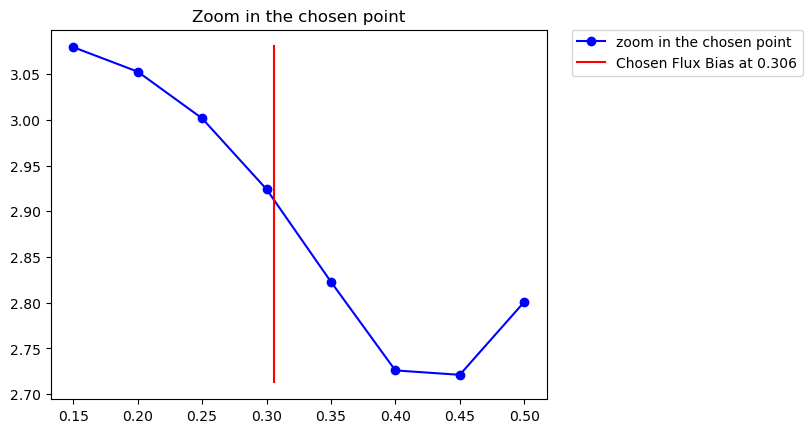 Zoom in the chosen point
zoom in the chosen point
Chosen Flux Bias at 0.306
3.05
3.00
2.95
2.90
2.85
2.80
2.75
2.70
0.15 0.20 0.25 0.30 0.35 0.40 0.45 0.50